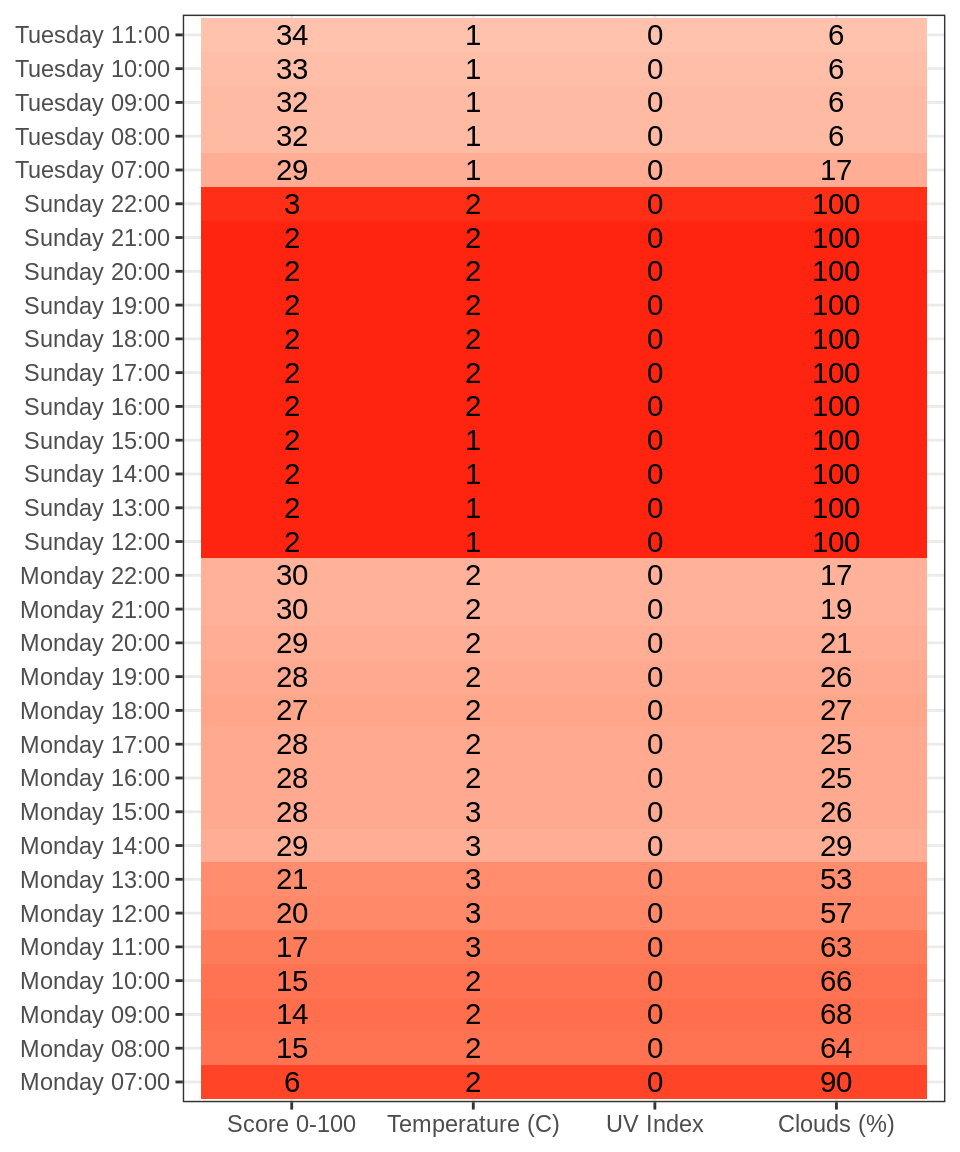 Tuesday 11:00 34 1 0 6
Tuesday 10:00 33 1 0 6
Tuesday 09:00 32 1 0 6
Tuesday 08:00 32 1 0 6
Tuesday 07:00 29 1 0 17
Sunday 22:00 3 2 0 100
Sunday 21:00 2 2 0 100
Sunday 20:00 2 2 0 100
Sunday 19:00 2 2 0 100
Sunday 18:00 2 2 0 100
Sunday 17:00 2 2 0 100
Sunday 16:00 2 2 0 100
Sunday 15:00 2 1 0 100
Sunday 14:00 2 1 0 100
Sunday 13:00 2 1 0 100
Sunday 12:00 2 1 0 100
Monday 22:00 30 2 0 17
Monday 21:00 30 2 0 19
Monday 20:00 29 2 0 21
Monday 19:00 28 2 0 26
Monday 18:00 27 2 0 27
Monday 17:00 28 2 0 25
Monday 16:00 28 2 0 25
Monday 15:00 28 3 0 26
Monday 14:00 29 3 0 29
Monday 13:00 21 3 0 53
Monday 12:00 20 3 0 57
Monday 11:00 17 3 0 63
Monday 10:00 15 2 0 66
Monday 09:00 14 2 0 68
Monday 08:00 15 2 0 64
Monday 07:00 6 2 0 90
Score 0-100 Temperature (C) UV Index Clouds (%)